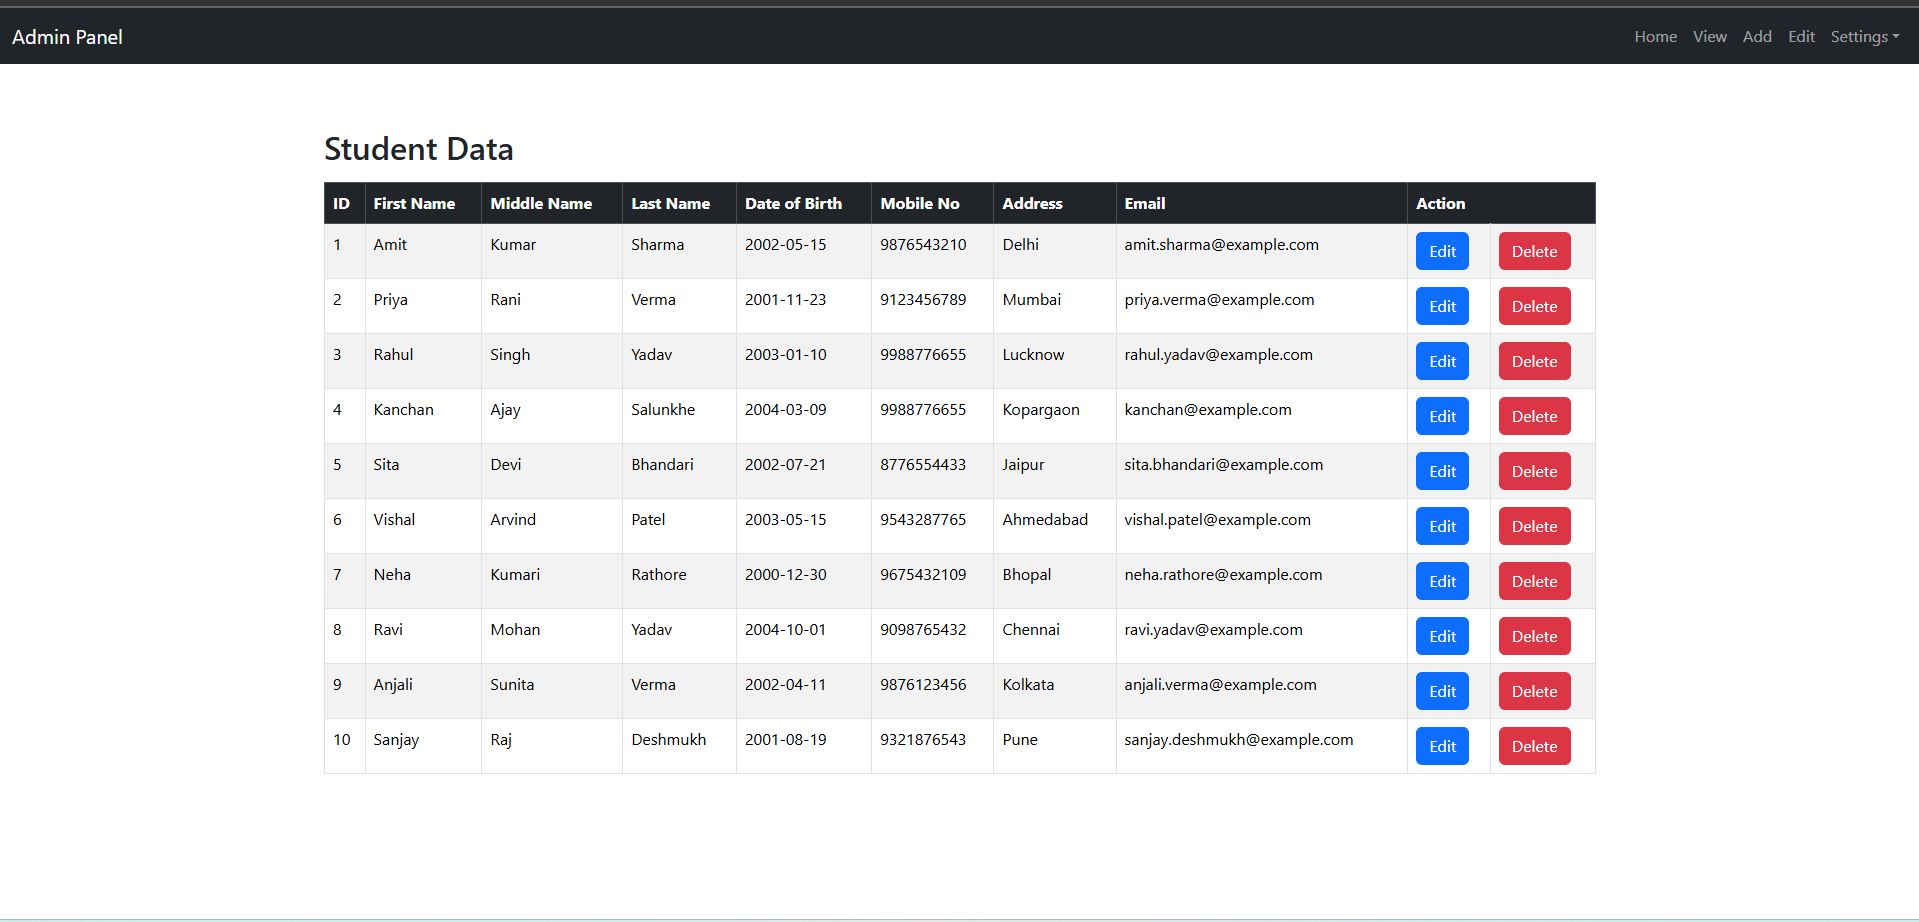 Admin Panel Home View Add Edit Settings
Student Data
ID First Name Middle Name Last Name Date of Birth Mobile No Address Email Action
1 Amit Kumar Sharma 2002-05-15 9876543210 Delhi amit.sharma@example.com Edit Delete
2 Priya Rani Verma 2001-11-23 9123456789 Mumbai priya.verma@example.com Edit Delete
3 Rahul Singh Yadav 2003-01-10 9988776655 Lucknow rahul.yadav@example.com Edit Delete
4 Kanchan Ajay Salunkhe 2004-03-09 9988776655 Kopargaon kanchan@example.com Edit Delete
5 Sita Devi Bhandari 2002-07-21 8776554433 Jaipur sita.bhandari@example.com Edit Delete
6 Vishal Arvind Patel 2003-05-15 9543287765 Ahmedabad vishal.patel@example.com Edit Delete
7 Neha Kumari Rathore 2000-12-30 9675432109 Bhopal neha.rathore@example.com Edit Delete
8 Ravi Mohan Yadav 2004-10-01 9098765432 Chennai ravi.yadav@example.com Edit Delete
9 Anjali Sunita Verma 2002-04-11 9876123456 Kolkata anjali.verma@example.com Edit Delete
10 Sanjay Raj Deshmukh 2001-08-19 9321876543 Pune sanjay.deshmukh@example.com Edit Delete